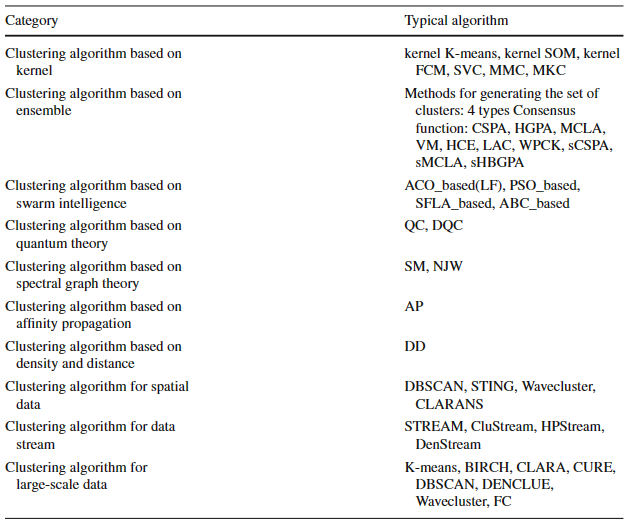 Category Typical algorithm
Clustering algorithm based on kernel K-means, kernel SOM, kernel
kernel FCM, SVC, MMC, MKC
Clustering algorithm based on Methods for generating the set of
ensemble clusters: 4 types Consensus
function: CSPA, HGPA, MCLA,
VM, HCE, LAC, WPCK, sCSPA,
sMCLA, sHBGPA
Clustering algorithm based on ACO_based(LF), PSO_based,
swarm intelligence SFLA_based, ABC_based
Clustering algorithm based on QC, DQC
quantum theory
Clustering algorithm based on SM, NJW
spectral graph theory
Clustering algorithm based on AP
affinity propagation
Clustering algorithm based on DD
density and distance
Clustering algorithm for spatial DBSCAN, STING, Wavecluster,
data CLARANS
Clustering algorithm for data STREAM, CluStream, HPStream,
stream DenStream
Clustering algorithm for K-means, BIRCH, CLARA, CURE,
large-scale data DBSCAN, DENCLUE,
Wavecluster, FC